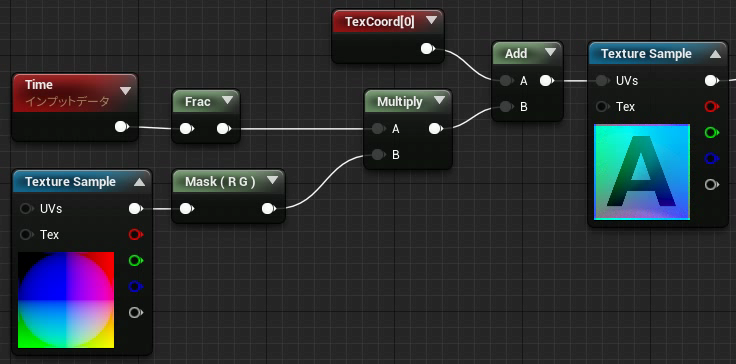 TexCoord[0]
Add
A
B
Texture Sample
UVs
Tex
A
Time
インプットデータ
Frac
Multiply
A
B
Texture Sample
UVs
Tex
Mask ( R G )